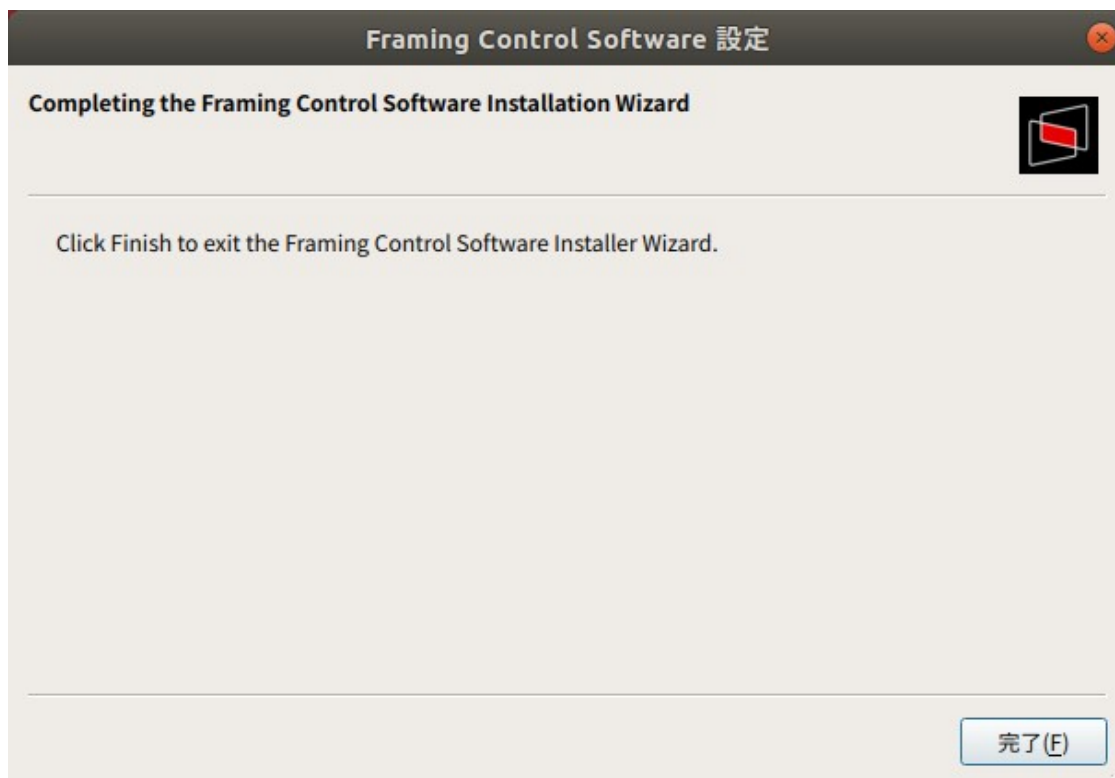 Framing Control Software 設定
Completing the Framing Control Software Installation Wizard
Click Finish to exit the Framing Control Software Installer Wizard.
完了(F)